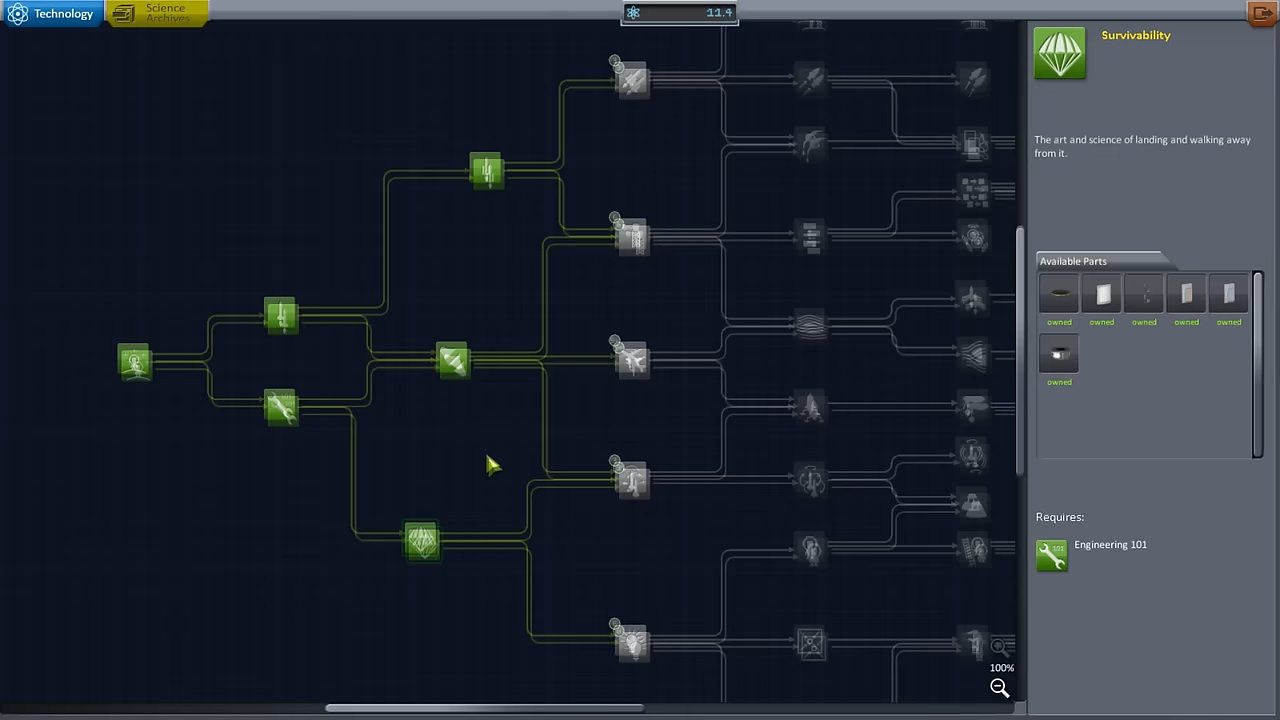 Technology
Science
Archives
11.4
Survivability
The art and science of landing and walking away
from it.
Available Parts
owned owned owned owned owned
owned
Requires:
101 Engineering 101
100%